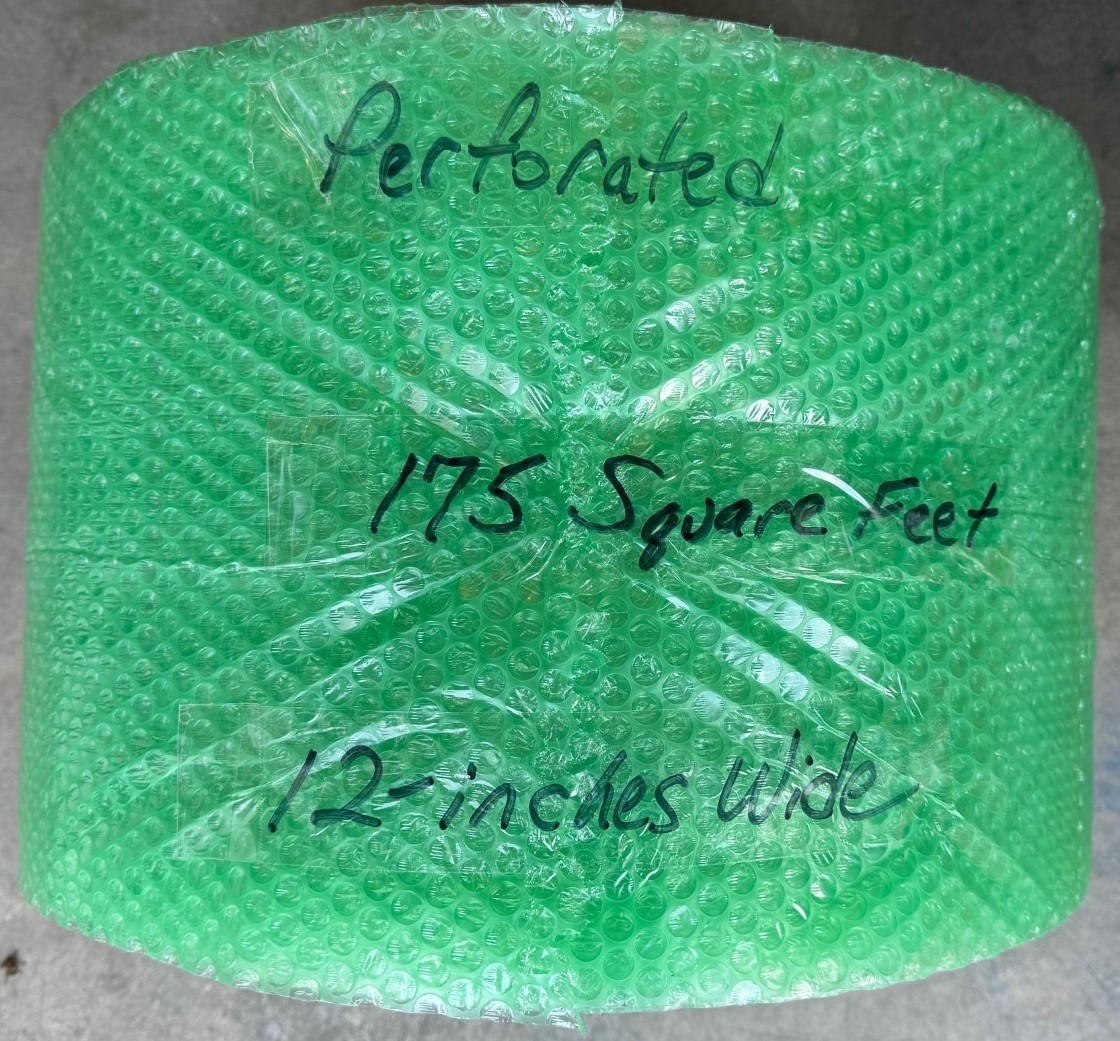 Perforated
175 Square Feet
12-inches Wide